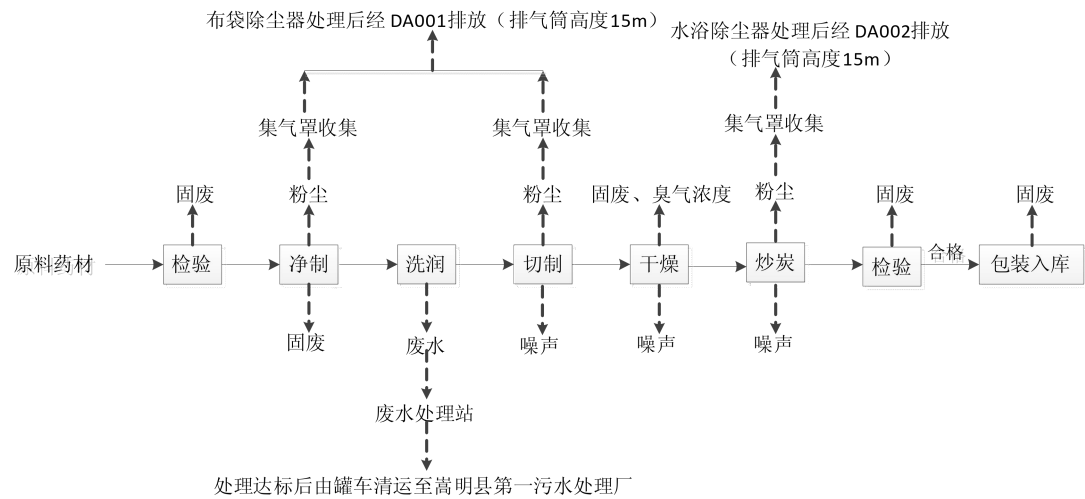 布袋除尘器处理后经 DA001排放（排气筒高度15m）
水浴除尘器处理后经 DA002排放
（排气筒高度15m）
集气罩收集
集气罩收集
集气罩收集
固废
粉尘
粉尘
固废、臭气浓度
粉尘
固废
固废
原料药材
检验
净制
洗润
切制
干燥
炒炭
检验
合格
包装入库
固废
废水
噪声
噪声
噪声
废水处理站
处理达标后由罐车清运至嵩明县第一污水处理厂